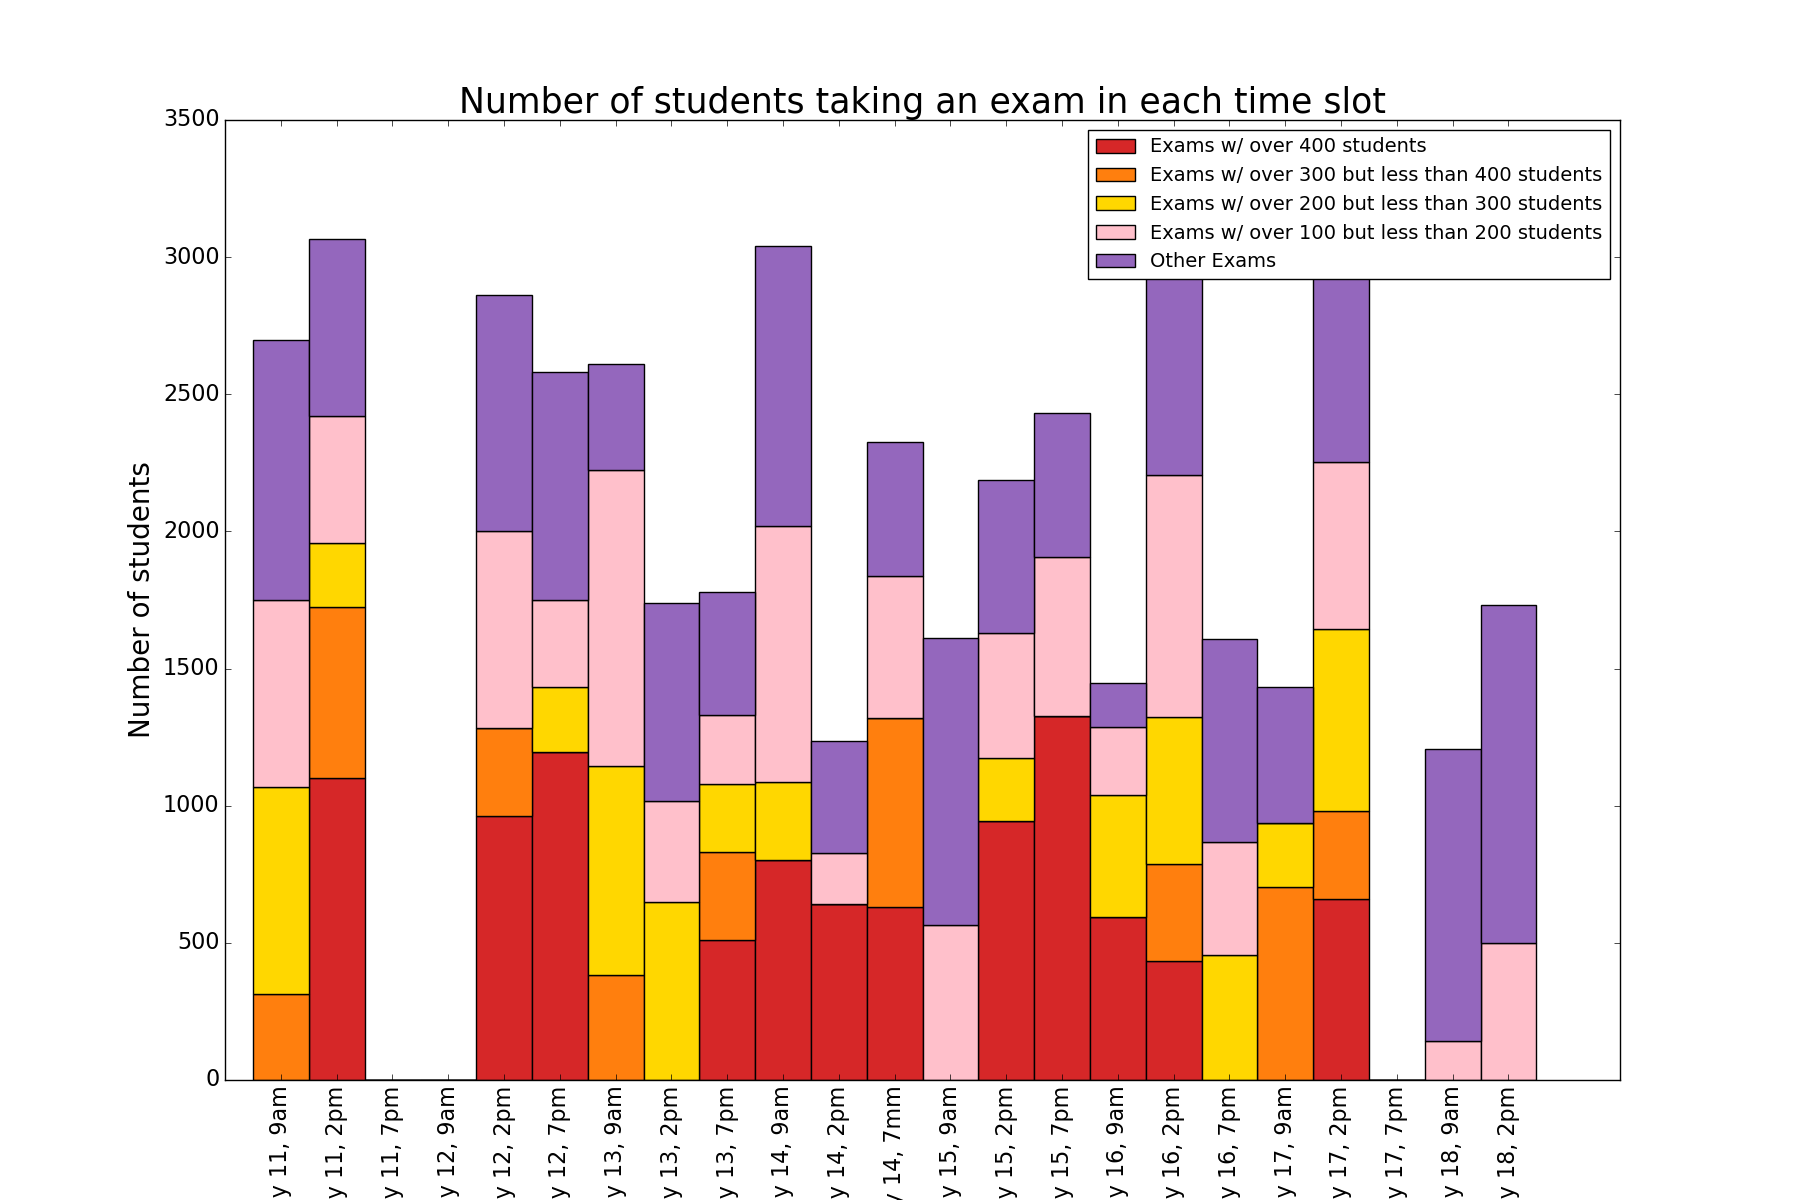 Number of students taking an exam in each time slot
Exams w/ over 400 students
Exams w/ over 300 but less than 400 students
Exams w/ over 200 but less than 300 students
Exams w/ over 100 but less than 200 students
Other Exams
Number of students
3500
3000
2500
2000
1500
1000
500
0
y 11, 9am
y 11, 2pm
y 11, 7pm
y 12, 9am
y 12, 2pm
y 12, 7pm
y 13, 9am
y 13, 2pm
y 13, 7pm
y 14, 9am
y 14, 2pm
y 14, 7mm
y 15, 9am
y 15, 2pm
y 15, 7pm
y 16, 9am
y 16, 2pm
y 16, 7pm
y 17, 9am
y 17, 2pm
y 17, 7pm
y 18, 9am
y 18, 2pm